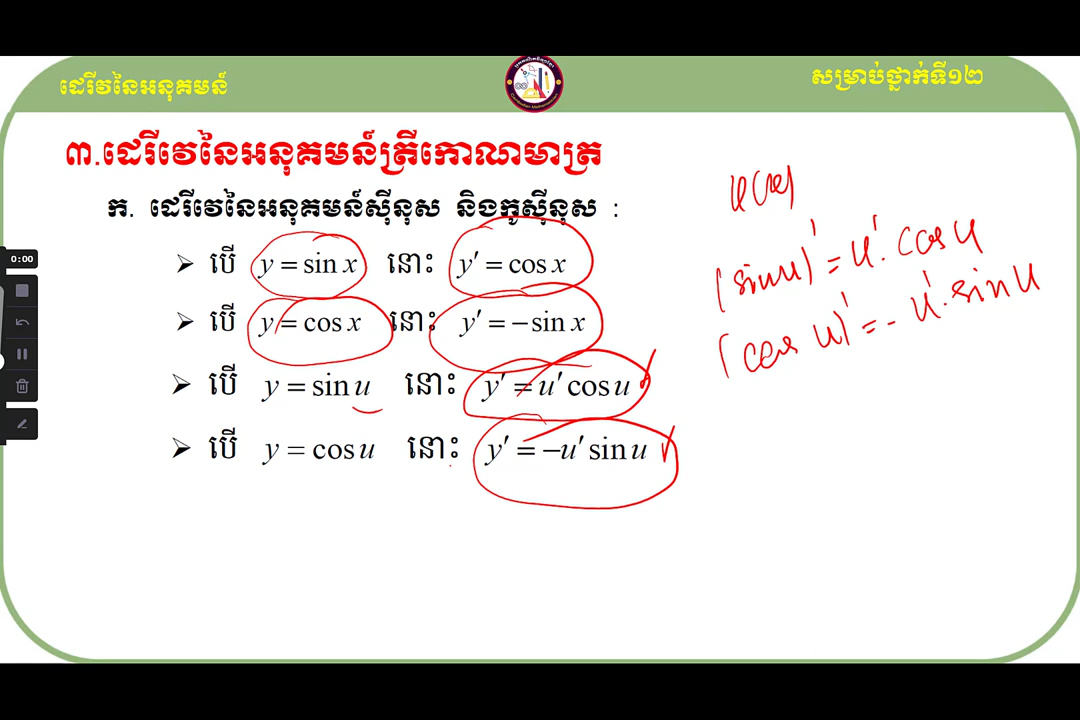 ដេរីវេនៃអនុគមន៍
សម្រាប់ថ្នាក់ទី១២
៣.ដេរីវេនៃអនុគមន៍ត្រីកោណមាត្រ
ក. ដេរីវេនៃអនុគមន៍ស៊ីនុស និងកូស៊ីនុស :
➢ បើ y = sin x នោះ y' = cos x
➢ បើ y = cos x នោះ y' = −sin x
➢ បើ y = sin u នោះ y' = u' cos u
➢ បើ y = cos u នោះ y' = −u' sin u
u(x)
(sin u)' = u'. cos u
(cos u)' = - u'. sin u
0:00